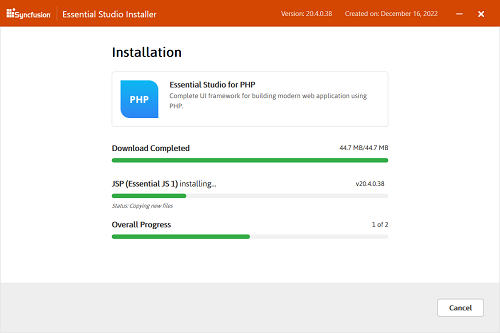 Syncfusion Essential Studio Installer Version: 20.4.0.38 Created on: December 16, 2022
Installation
PHP
Essential Studio for PHP
Complete UI framework for building modern web application using
PHP.
Download Completed 44.7 MB/44.7 MB
JSP (Essential JS 1) installing... v20.4.0.38
Status: Copying new files
Overall Progress 1 of 2
Cancel